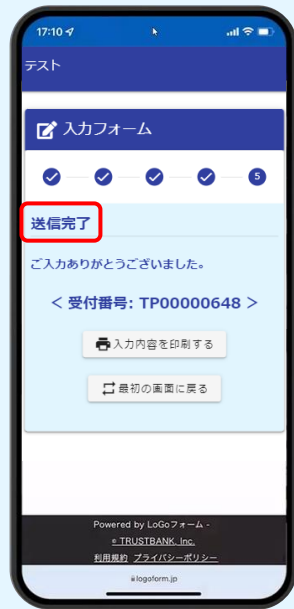 17:10
テスト
入力フォーム
5
送信完了
ご入力ありがとうございました。
< 受付番号: TP00000648 >
入力内容を印刷する
最初の画面に戻る
Powered by LoGoフォーム -
© TRUSTBANK, Inc.
利用規約 プライバシーポリシー
logoform.jp